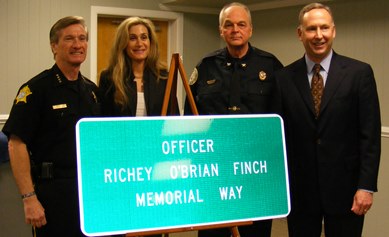 OFFICER
RICHEY O'BRIAN FINCH
MEMORIAL WAY